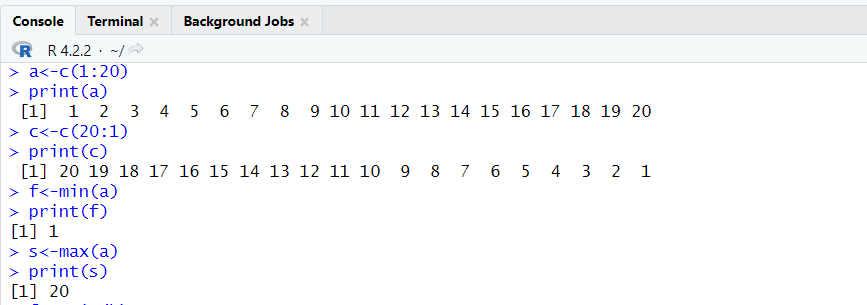 Console Terminal Background Jobs
R 4.2.2 · ~/
> a<-c(1:20)
> print(a)
 [1]  1  2  3  4  5  6  7  8  9 10 11 12 13 14 15 16 17 18 19 20
> c<-c(20:1)
> print(c)
 [1] 20 19 18 17 16 15 14 13 12 11 10  9  8  7  6  5  4  3  2  1
> f<-min(a)
> print(f)
[1] 1
> s<-max(a)
> print(s)
[1] 20